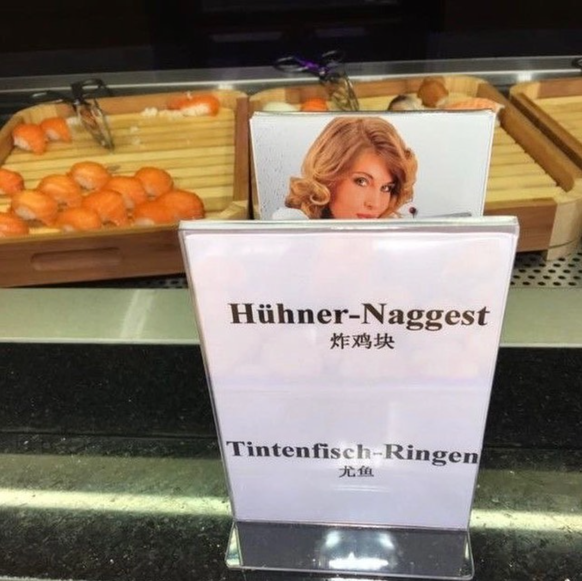 Hühner-Naggest
炸鸡块
Tintenfisch-Ringen
尤鱼